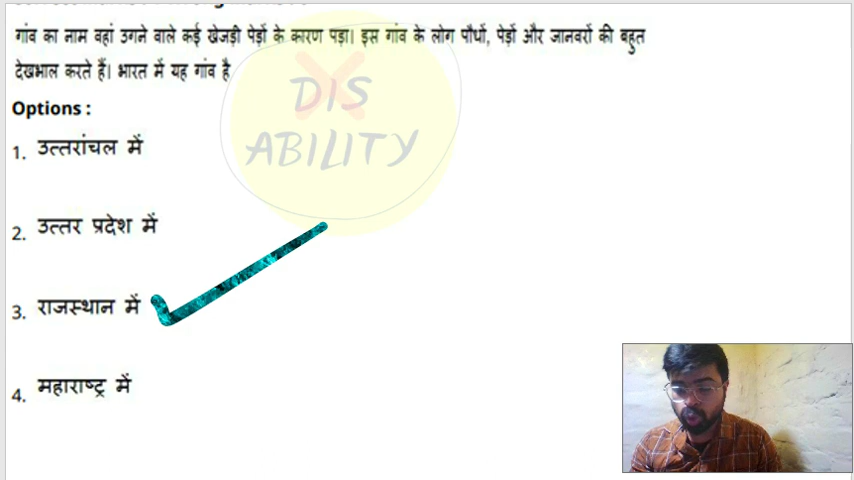 गांव का नाम वहां उगने वाले कई खेजड़ी पेड़ों के कारण पड़ा। इस गांव के लोग पौधों, पेड़ों और जानवरों की बहुत
देखभाल करते हैं। भारत में यह गांव है
DIS
ABILITY
Options :
1. उत्तरांचल में
2. उत्तर प्रदेश में
3. राजस्थान में
4. महाराष्ट्र में